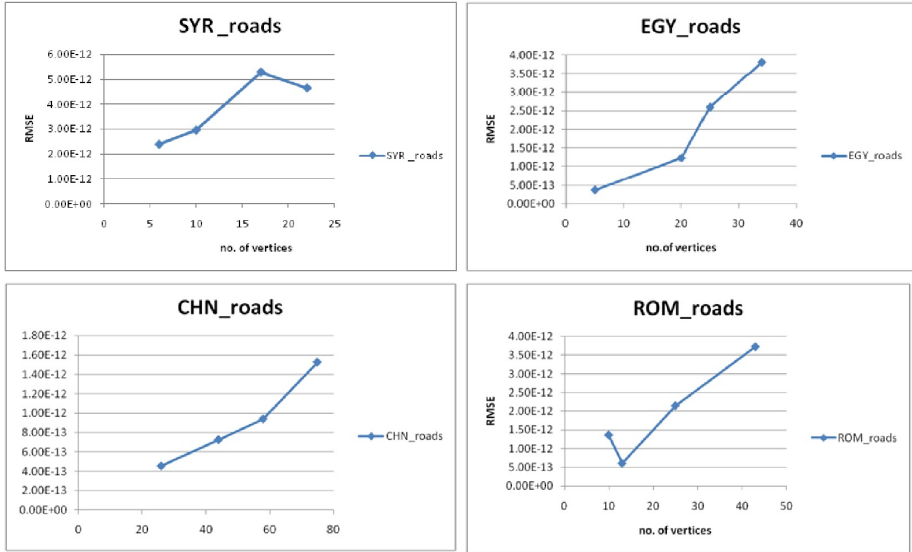 SYR_roads
6.00E-12
5.00E-12
4.00E-12
3.00E-12
2.00E-12
1.00E-12
0.00E+00
RMSE
0 5 10 15 20 25
no. of vertices
SYR_roads
EGY_roads
4.00E-12
3.50E-12
3.00E-12
2.50E-12
2.00E-12
1.50E-12
1.00E-12
5.00E-13
0.00E+00
RMSE
0 10 20 30 40
no. of vertices
EGY_roads
CHN_roads
1.80E-12
1.60E-12
1.40E-12
1.20E-12
1.00E-12
8.00E-13
6.00E-13
4.00E-13
2.00E-13
0.00E+00
0 20 40 60 80
CHN_roads
ROM_roads
4.00E-12
3.50E-12
3.00E-12
2.50E-12
2.00E-12
1.50E-12
1.00E-12
5.00E-13
0.00E+00
RMSE
0 10 20 30 40 50
no. of vertices
ROM_roads